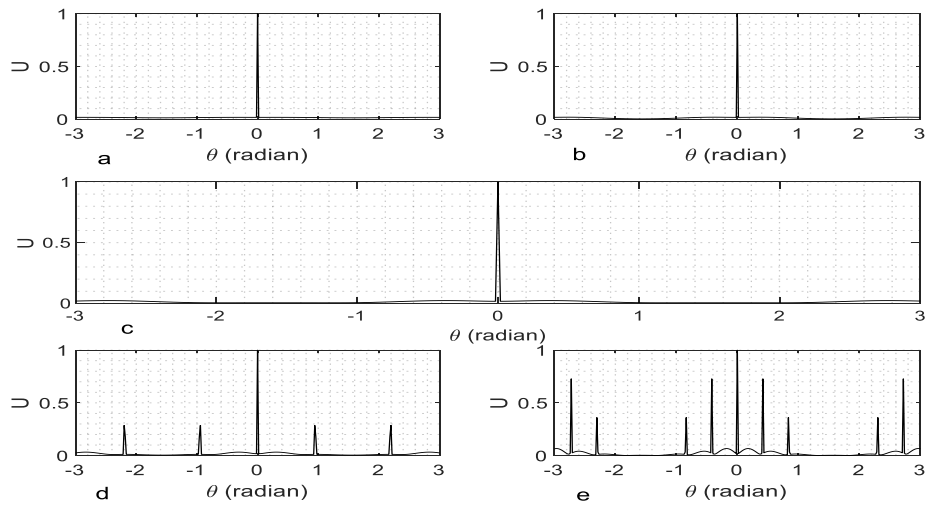 1 1
U 0.5 U 0.5
0 0
-3 -2 -1 0 1 2 3 -3 -2 -1 0 1 2 3
a θ (radian) b θ (radian)
1
U 0.5
0
-3 -2 -1 0 1 2 3
c θ (radian)
1 1
U 0.5 U 0.5
0 0
-3 -2 -1 0 1 2 3 -3 -2 -1 0 1 2 3
d θ (radian) e θ (radian)